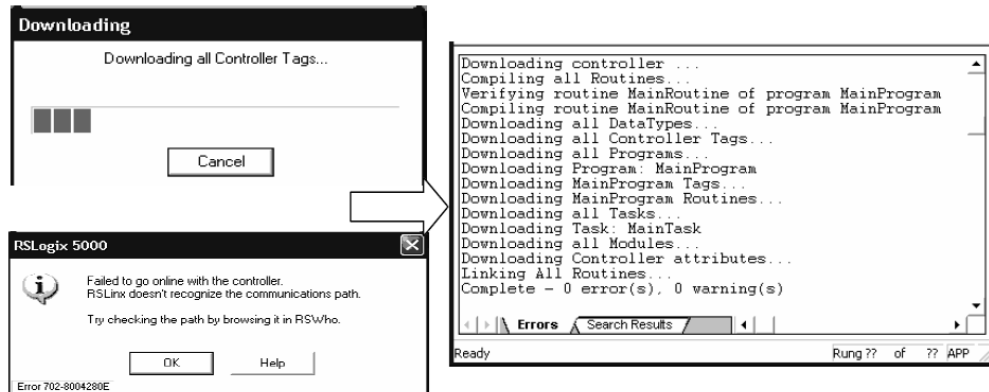 Downloading
Downloading all Controller Tags...
Cancel
RSLogix 5000
Failed to go online with the controller.
RSLinx doesn't recognize the communications path.
Try checking the path by browsing it in RSWho.
OK
Help
Error 702-8004280E
Downloading controller ...
Compiling all Routines...
Verifying routine MainRoutine of program MainProgram
Compiling routine MainRoutine of program MainProgram
Downloading all DataTypes...
Downloading all Controller Tags...
Downloading all Programs...
Downloading Program: MainProgram
Downloading MainProgram Tags...
Downloading MainProgram Routines...
Downloading all Tasks...
Downloading Task: MainTask
Downloading all Modules...
Downloading Controller attributes...
Linking All Routines...
Complete - 0 error(s), 0 warning(s)
Errors Search Results
Ready Rung ?? of ?? APP